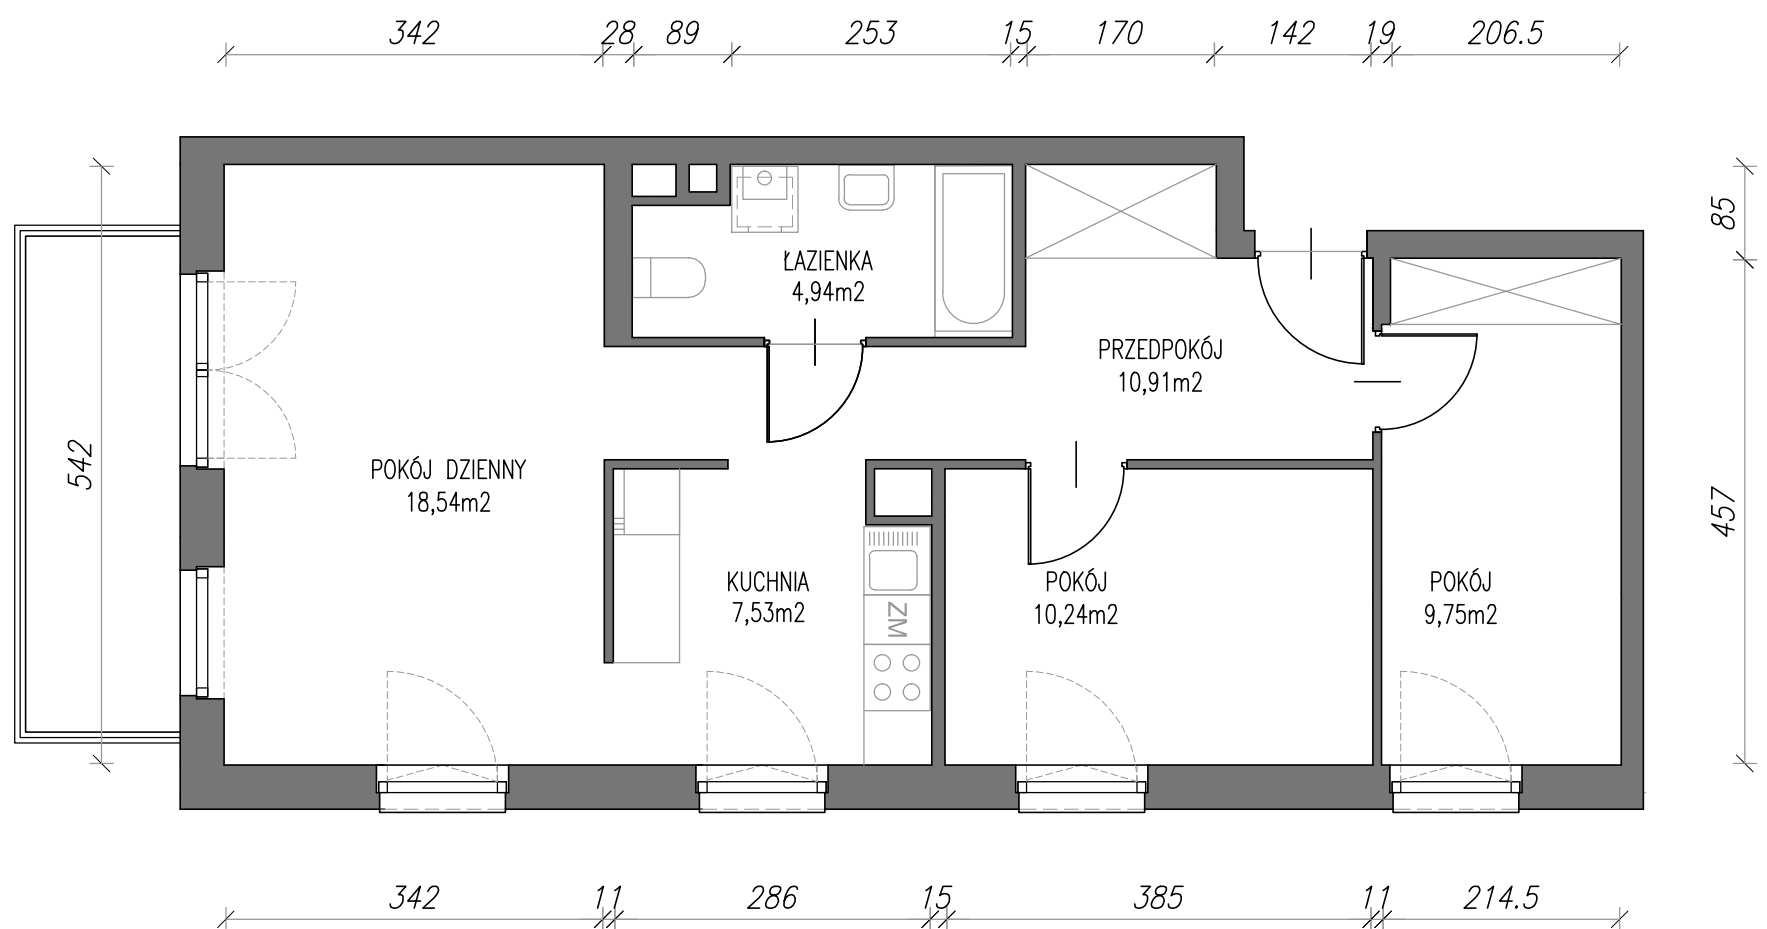 342 28 89 253 15 170 142 19 206.5
85
ŁAZIENKA
4,94m2
PRZEDPOKÓJ
10,91m2
542
POKÓJ DZIENNY
18,54m2
457
KUCHNIA
7,53m2
POKÓJ
10,24m2
POKÓJ
9,75m2
ZM
342 11 286 15 385 11 214.5